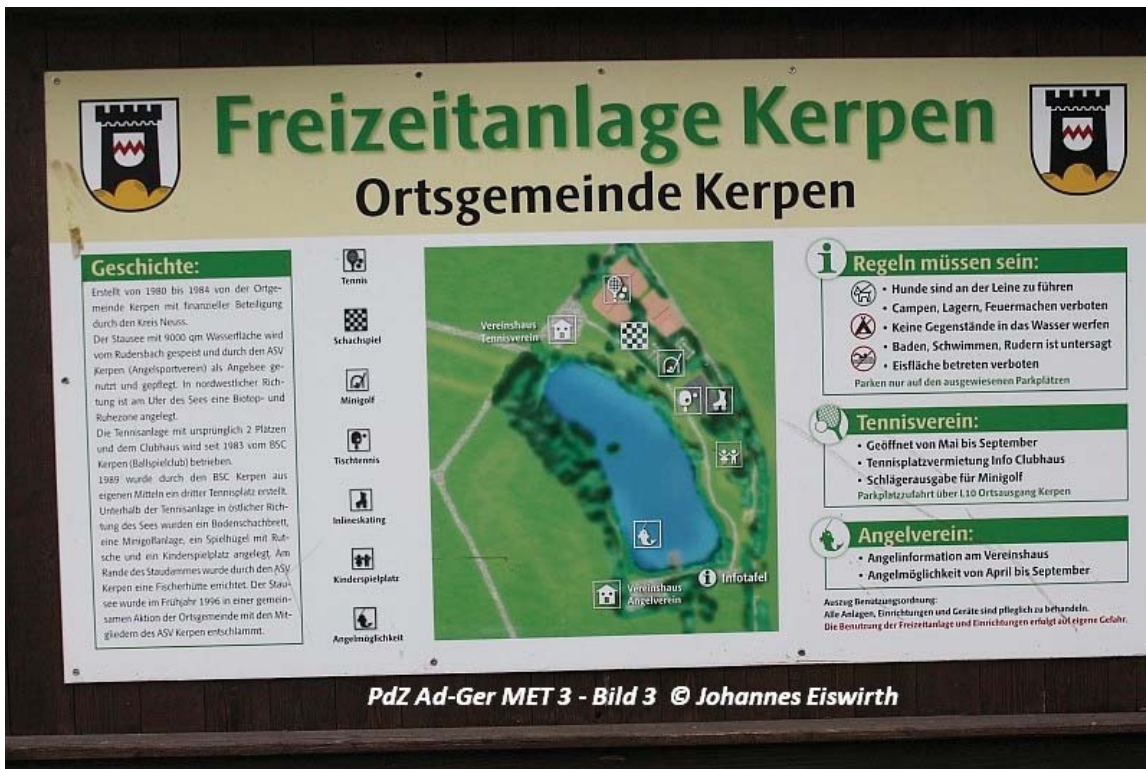 Freizeitanlage Kerpen
Ortsgemeinde Kerpen
Geschichte:
Erstellt von 1980 bis 1984 von der Ortge-
meinde Kerpen mit finanzieller Beteiligung
durch den Kreis Neuss.
Der Stausee mit 9000 qm Wasserfläche wird
vom Rudersbach gespeist und durch den ASV
Kerpen (Angelsportverein) als Angelsee ge-
nutzt und gepflegt. In nordwestlicher Rich-
tung ist am Ufer des Sees eine Biotop- und
Ruhezone angelegt.
Die Tennisanlage mit ursprünglich 2 Plätzen
und dem Clubhaus wird seit 1983 vom BSC
Kerpen (Ballspielclub) betrieben.
1989 wurde durch den BSC Kerpen aus
eigenen Mitteln ein dritter Tennisplatz erstellt.
Unterhalb der Tennisanlage in östlicher Rich-
tung des Sees wurden ein Bodenschachbrett,
eine Minigolfanlage, ein Spielhügel mit Rut-
sche und ein Kinderspielplatz angelegt. Am
Rande des Staudammes wurde durch den ASV
Kerpen eine Fischerhütte errichtet. Der Stau-
see wurde im Frühjahr 1996 in einer gemein-
samen Aktion der Ortsgemeinde mit den Mit-
gliedern des ASV Kerpen entschlammt.
Tennis
Schachspiel
Minigolf
Tischtennis
Inlineskating
Kinderspielplatz
Angelmöglichkeit
Vereinshaus
Tennisverein
Vereinshaus
Angelverein
i Infotafel
i Regeln müssen sein:
• Hunde sind an der Leine zu führen
• Campen, Lagern, Feuermachen verboten
• Keine Gegenstände in das Wasser werfen
• Baden, Schwimmen, Rudern ist untersagt
• Eisfläche betreten verboten
Parken nur auf den ausgewiesenen Parkplätzen
Tennisverein:
• Geöffnet von Mai bis September
• Tennisplatzvermietung Info Clubhaus
• Schlägerausgabe für Minigolf
Parkplatzzufahrt über L10 Ortsausgang Kerpen
Angelverein:
• Angelinformation am Vereinshaus
• Angelmöglichkeit von April bis September
Auszug Benutzungsordnung:
Alle Anlagen, Einrichtungen und Geräte sind pfleglich zu behandeln.
Die Benutzung der Freizeitanlage und Einrichtungen erfolgt auf eigene Gefahr.
PdZ Ad-Ger MET 3 - Bild 3 © Johannes Eiswirth